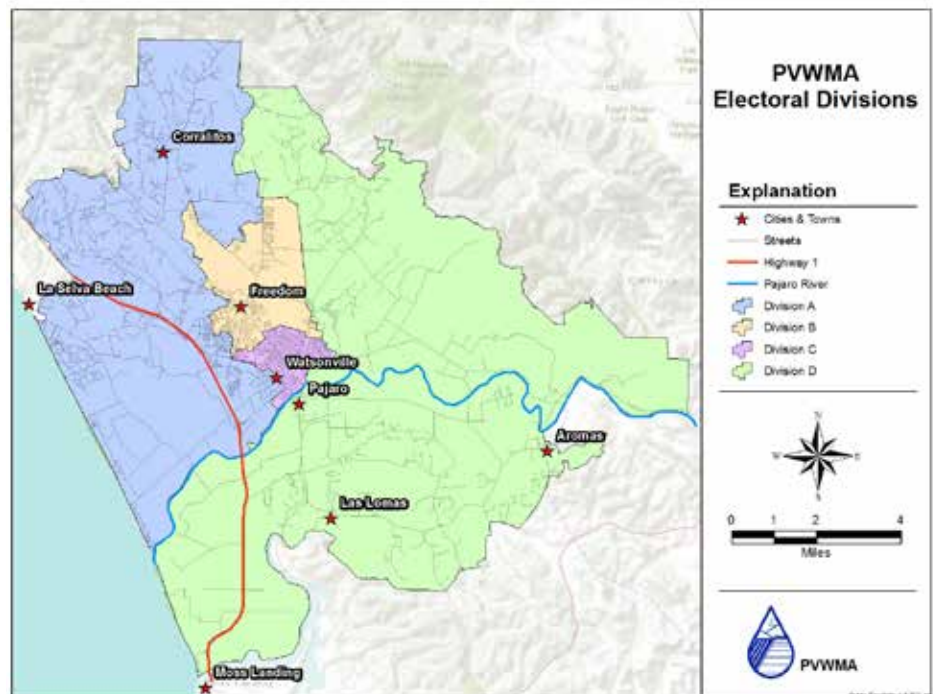 PVWMA
Electoral Divisions
Explanation
Cities & Towns
Streets
Highway 1
Pajaro River
Division A
Division B
Division C
Division D
N
W
E
S
0 1 2 4
Miles
PVWMA
Corralitos
La Selva Beach
Freedom
Watsonville
Pajaro
Aromas
Las Lomas
Moss Landing